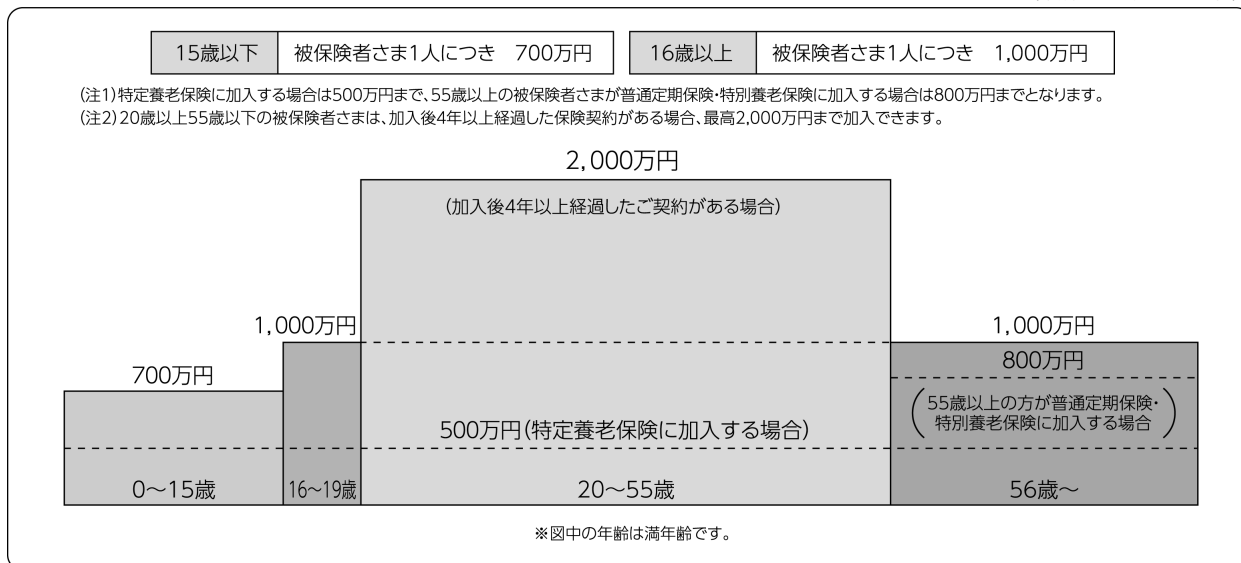 15歳以下 被保険者さま1人につき 700万円
16歳以上 被保険者さま1人につき 1,000万円
(注1)特定養老保険に加入する場合は500万円まで、55歳以上の被保険者さまが普通定期保険・特別養老保険に加入する場合は800万円までとなります。
(注2)20歳以上55歳以下の被保険者さまは、加入後4年以上経過した保険契約がある場合、最高2,000万円まで加入できます。
2,000万円
(加入後4年以上経過したご契約がある場合)
1,000万円
1,000万円
700万円
800万円
(55歳以上の方が普通定期保険・
特別養老保険に加入する場合)
500万円(特定養老保険に加入する場合)
0〜15歳
16〜19歳
20〜55歳
56歳〜
※図中の年齢は満年齢です。